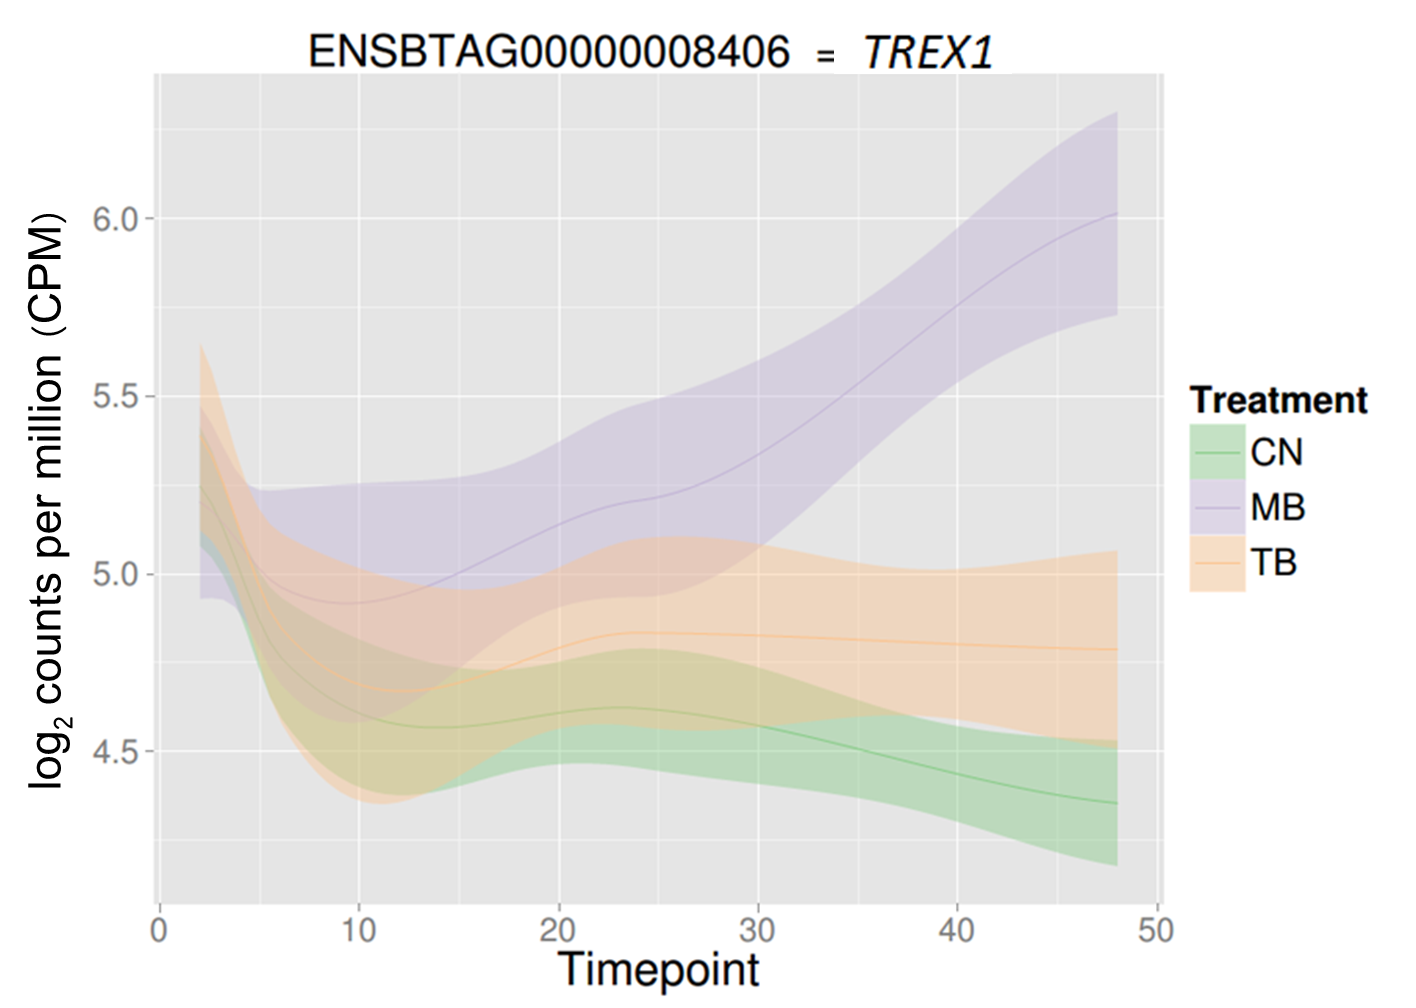 ENSBTAG00000008406 = TREX1
log2 counts per million (CPM)
6.0
5.5
5.0
4.5
0 10 20 30 40 50
Timepoint
Treatment
CN
MB
TB